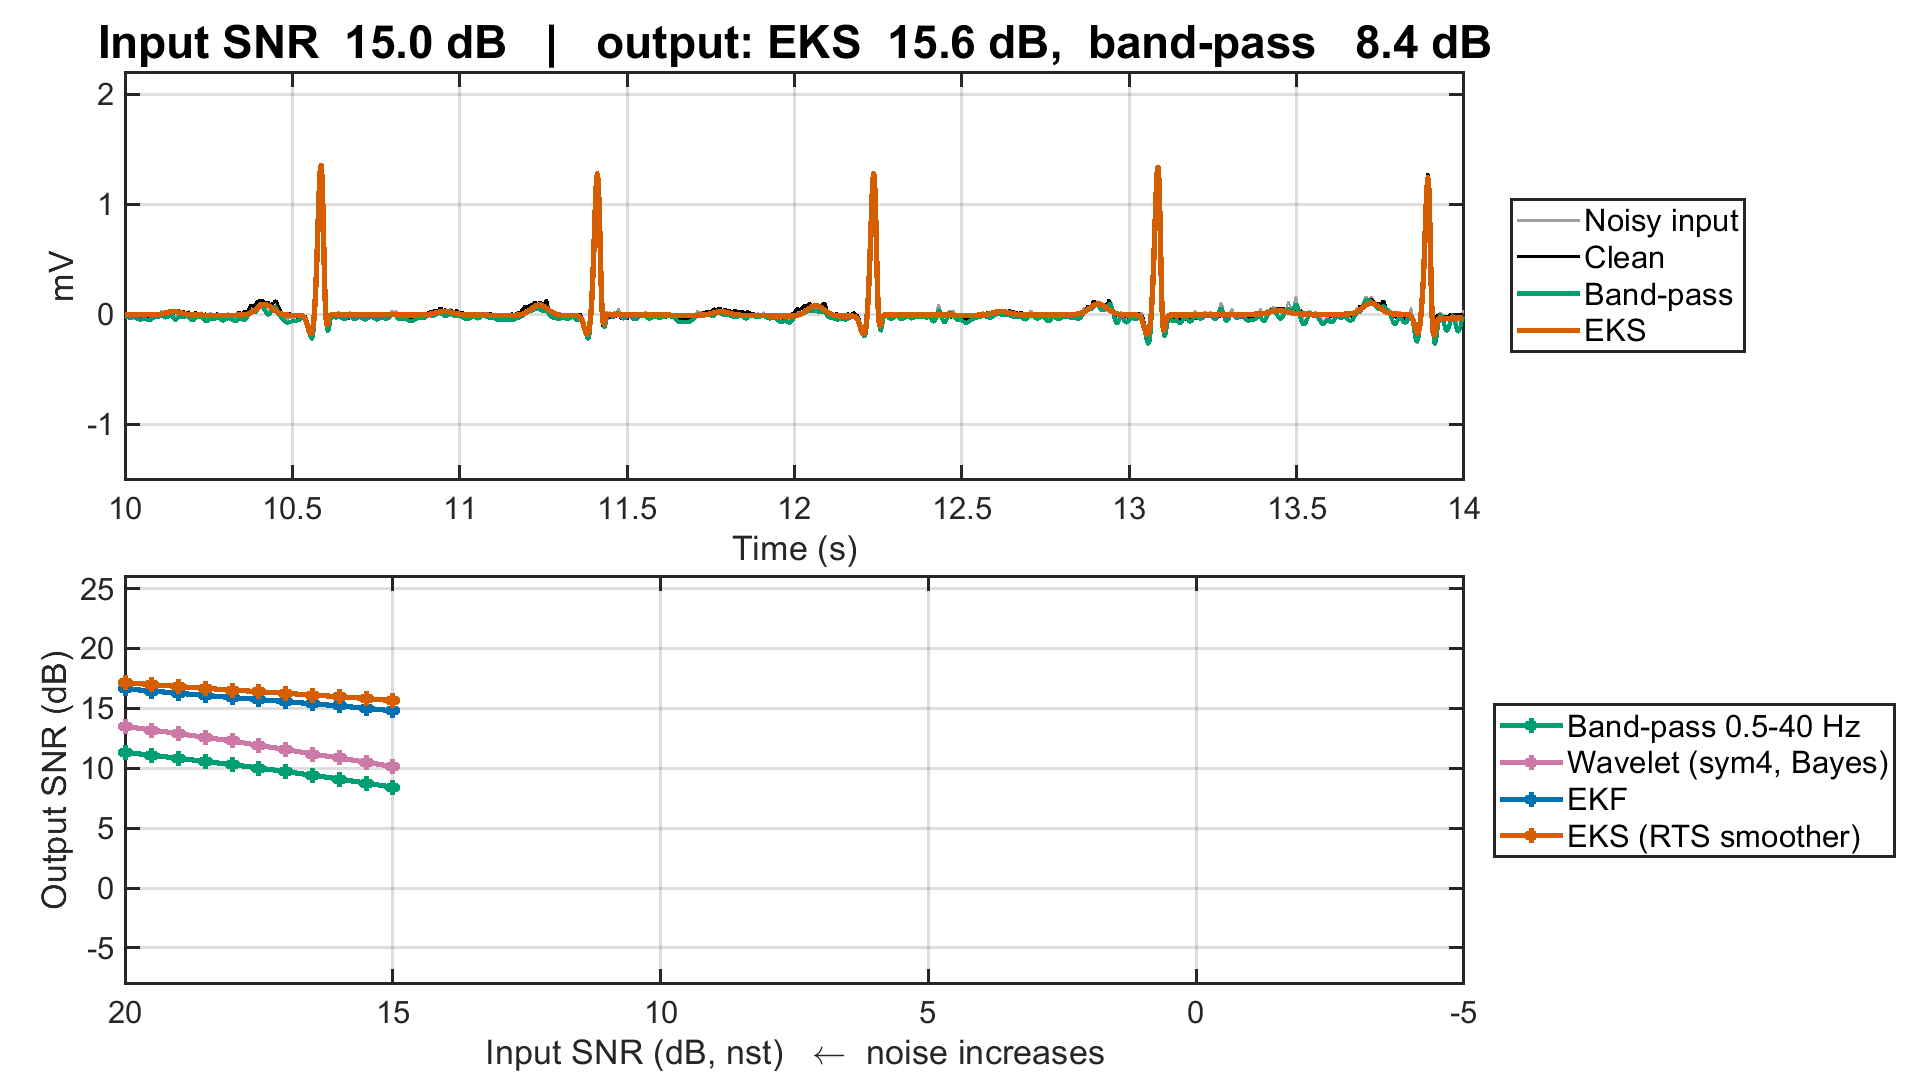 Input SNR  15.0 dB   |   output: EKS  15.6 dB,  band-pass   8.4 dB
2
1
0
-1
mV
10
10.5
11
11.5
12
12.5
13
13.5
14
Time (s)
Noisy input
Clean
Band-pass
EKS
25
20
15
10
5
0
-5
Output SNR (dB)
20
15
10
5
0
-5
Input SNR (dB, nst)   ←  noise increases
Band-pass 0.5-40 Hz
Wavelet (sym4, Bayes)
EKF
EKS (RTS smoother)